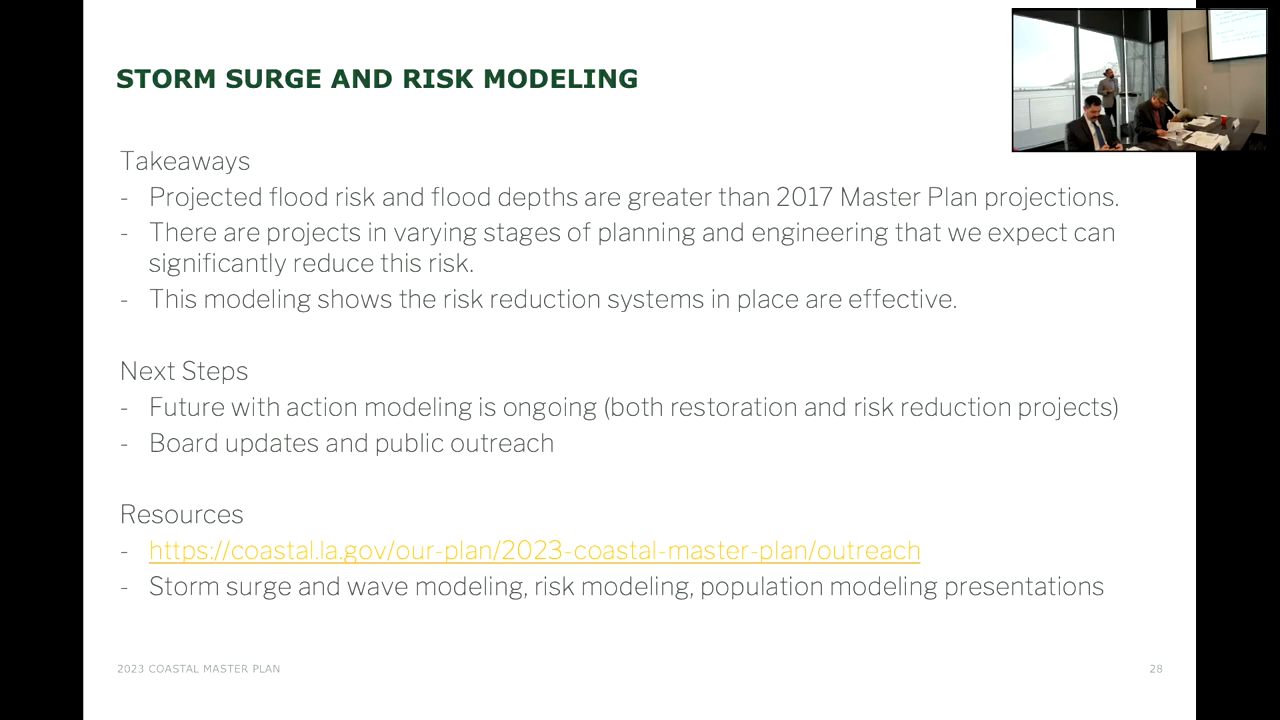 STORM SURGE AND RISK MODELING
Takeaways
- Projected flood risk and flood depths are greater than 2017 Master Plan projections.
- There are projects in varying stages of planning and engineering that we expect can
significantly reduce this risk.
- This modeling shows the risk reduction systems in place are effective.
Next Steps
- Future with action modeling is ongoing (both restoration and risk reduction projects)
- Board updates and public outreach
Resources
- https://coastal.la.gov/our-plan/2023-coastal-master-plan/outreach
- Storm surge and wave modeling, risk modeling, population modeling presentations
2023 COASTAL MASTER PLAN
28